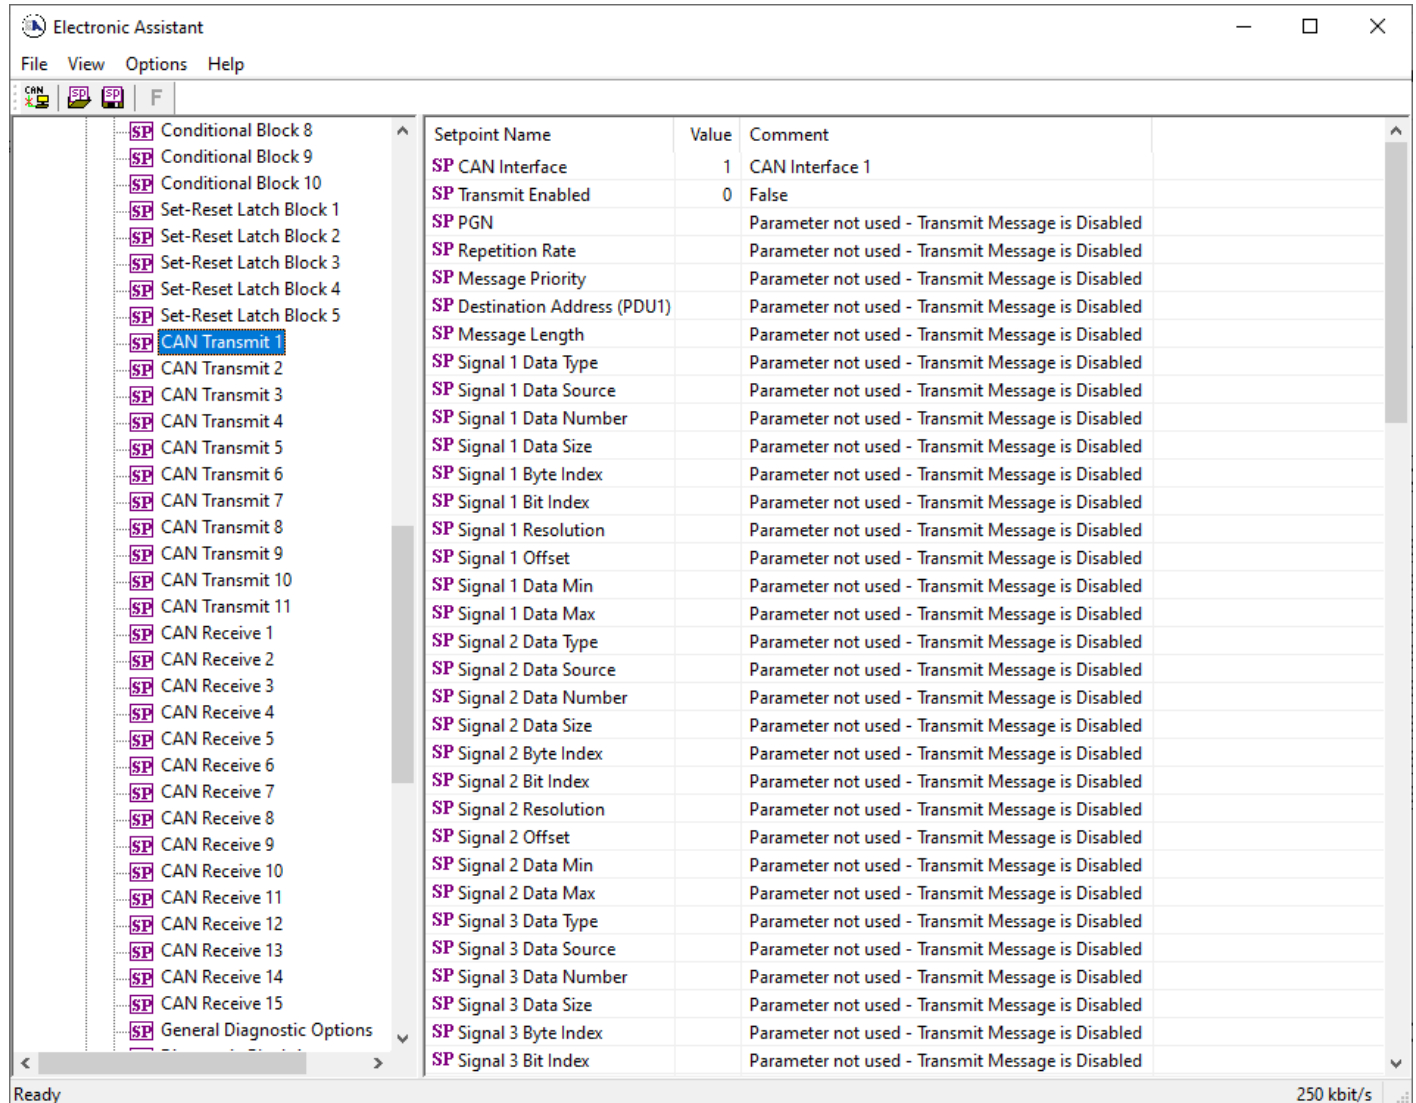 Electronic Assistant
File View Options Help
CAN SP SP F
Conditional Block 8
Conditional Block 9
Conditional Block 10
Set-Reset Latch Block 1
Set-Reset Latch Block 2
Set-Reset Latch Block 3
Set-Reset Latch Block 4
Set-Reset Latch Block 5
CAN Transmit 1
CAN Transmit 2
CAN Transmit 3
CAN Transmit 4
CAN Transmit 5
CAN Transmit 6
CAN Transmit 7
CAN Transmit 8
CAN Transmit 9
CAN Transmit 10
CAN Transmit 11
CAN Receive 1
CAN Receive 2
CAN Receive 3
CAN Receive 4
CAN Receive 5
CAN Receive 6
CAN Receive 7
CAN Receive 8
CAN Receive 9
CAN Receive 10
CAN Receive 11
CAN Receive 12
CAN Receive 13
CAN Receive 14
CAN Receive 15
General Diagnostic Options
Setpoint Name Value Comment
SP CAN Interface 1 CAN Interface 1
SP Transmit Enabled 0 False
SP PGN Parameter not used - Transmit Message is Disabled
SP Repetition Rate Parameter not used - Transmit Message is Disabled
SP Message Priority Parameter not used - Transmit Message is Disabled
SP Destination Address (PDU1) Parameter not used - Transmit Message is Disabled
SP Message Length Parameter not used - Transmit Message is Disabled
SP Signal 1 Data Type Parameter not used - Transmit Message is Disabled
SP Signal 1 Data Source Parameter not used - Transmit Message is Disabled
SP Signal 1 Data Number Parameter not used - Transmit Message is Disabled
SP Signal 1 Data Size Parameter not used - Transmit Message is Disabled
SP Signal 1 Byte Index Parameter not used - Transmit Message is Disabled
SP Signal 1 Bit Index Parameter not used - Transmit Message is Disabled
SP Signal 1 Resolution Parameter not used - Transmit Message is Disabled
SP Signal 1 Offset Parameter not used - Transmit Message is Disabled
SP Signal 1 Data Min Parameter not used - Transmit Message is Disabled
SP Signal 1 Data Max Parameter not used - Transmit Message is Disabled
SP Signal 2 Data Type Parameter not used - Transmit Message is Disabled
SP Signal 2 Data Source Parameter not used - Transmit Message is Disabled
SP Signal 2 Data Number Parameter not used - Transmit Message is Disabled
SP Signal 2 Data Size Parameter not used - Transmit Message is Disabled
SP Signal 2 Byte Index Parameter not used - Transmit Message is Disabled
SP Signal 2 Bit Index Parameter not used - Transmit Message is Disabled
SP Signal 2 Resolution Parameter not used - Transmit Message is Disabled
SP Signal 2 Offset Parameter not used - Transmit Message is Disabled
SP Signal 2 Data Min Parameter not used - Transmit Message is Disabled
SP Signal 2 Data Max Parameter not used - Transmit Message is Disabled
SP Signal 3 Data Type Parameter not used - Transmit Message is Disabled
SP Signal 3 Data Source Parameter not used - Transmit Message is Disabled
SP Signal 3 Data Number Parameter not used - Transmit Message is Disabled
SP Signal 3 Data Size Parameter not used - Transmit Message is Disabled
SP Signal 3 Byte Index Parameter not used - Transmit Message is Disabled
SP Signal 3 Bit Index Parameter not used - Transmit Message is Disabled
Ready 250 kbit/s